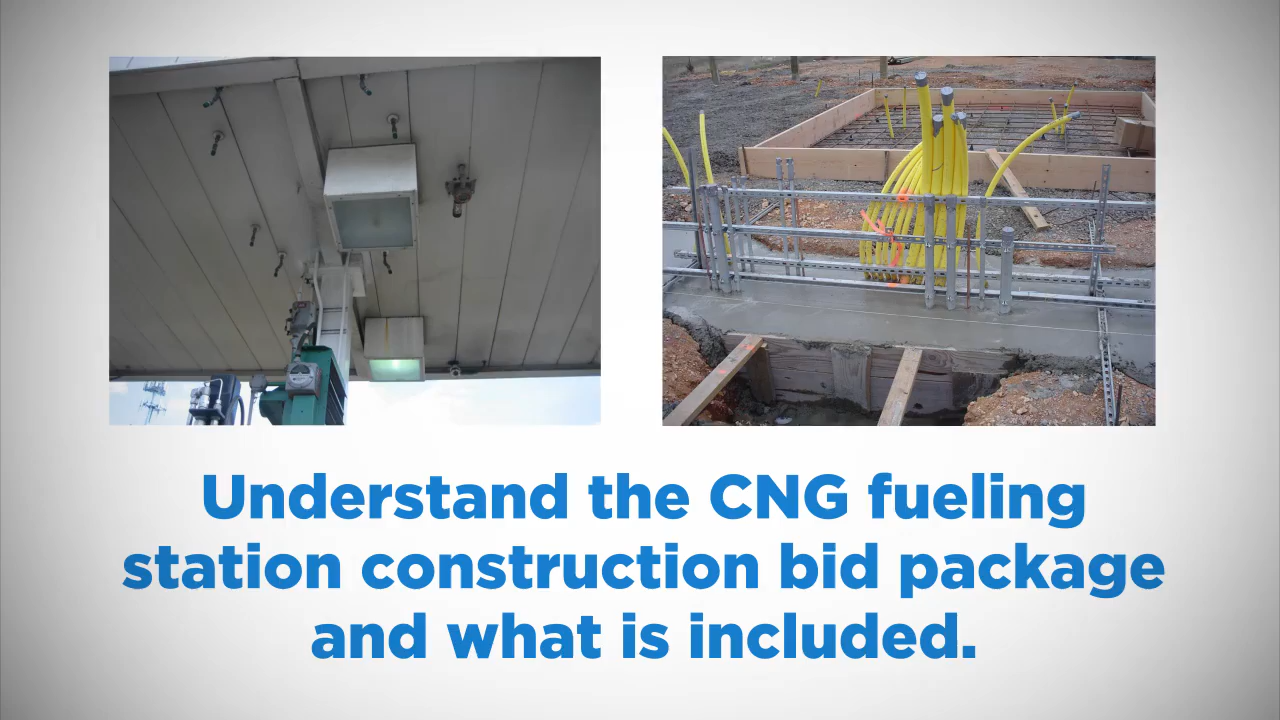 Understand the CNG fueling
station construction bid package
and what is included.